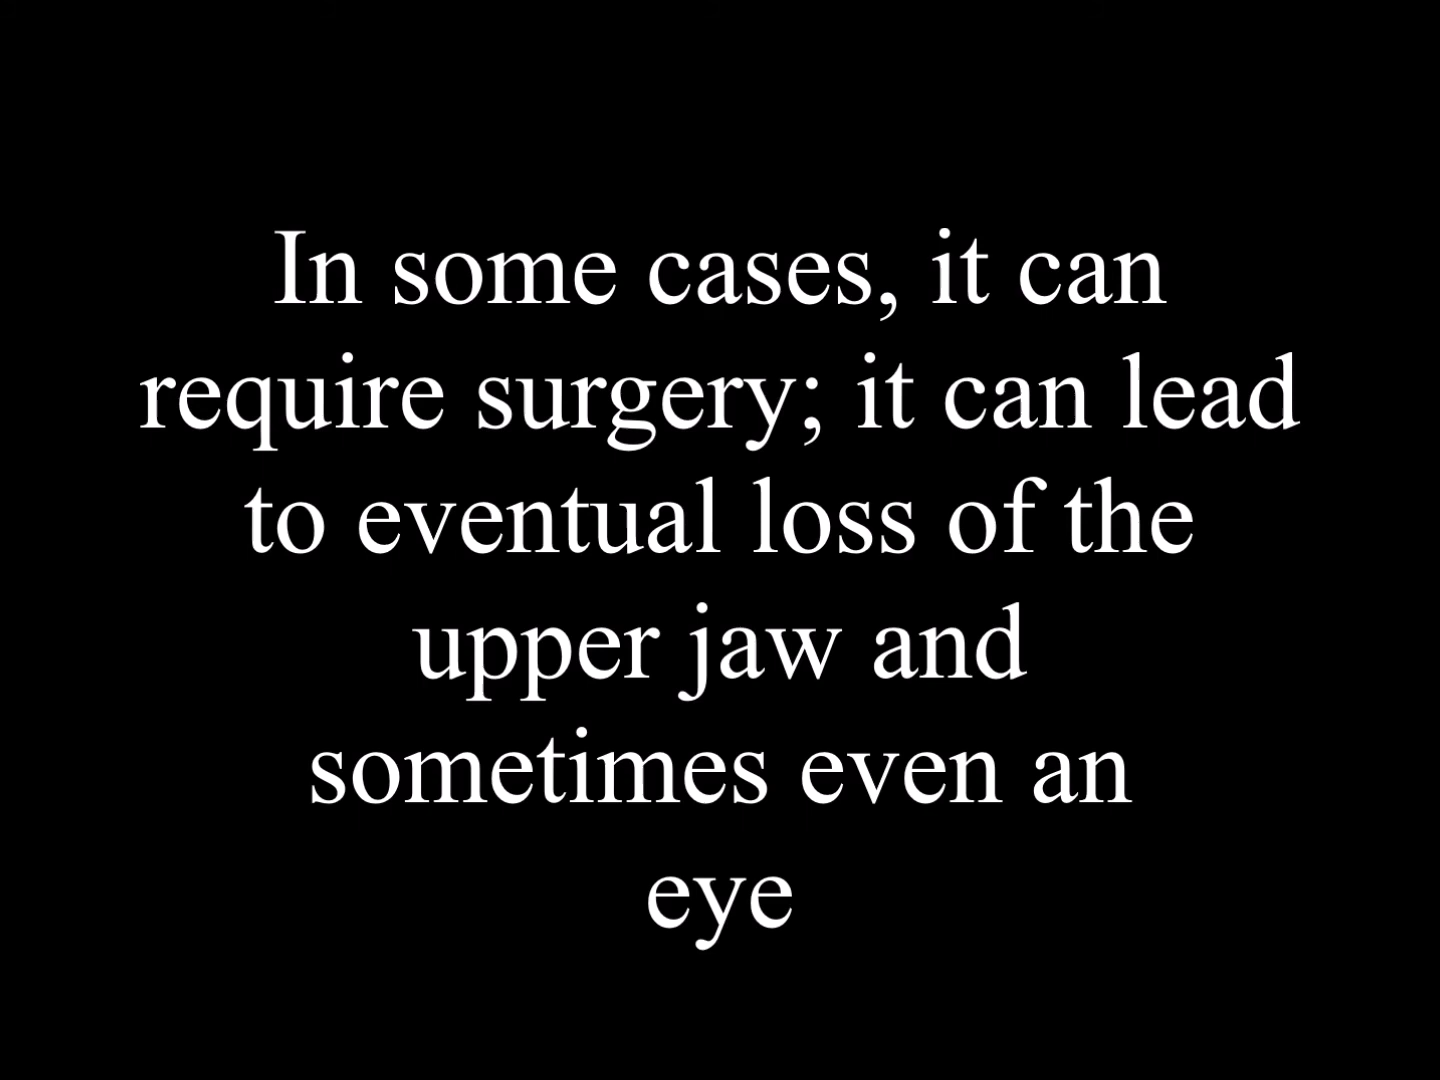 In some cases, it can
require surgery; it can lead
to eventual loss of the
upper jaw and
sometimes even an
eye